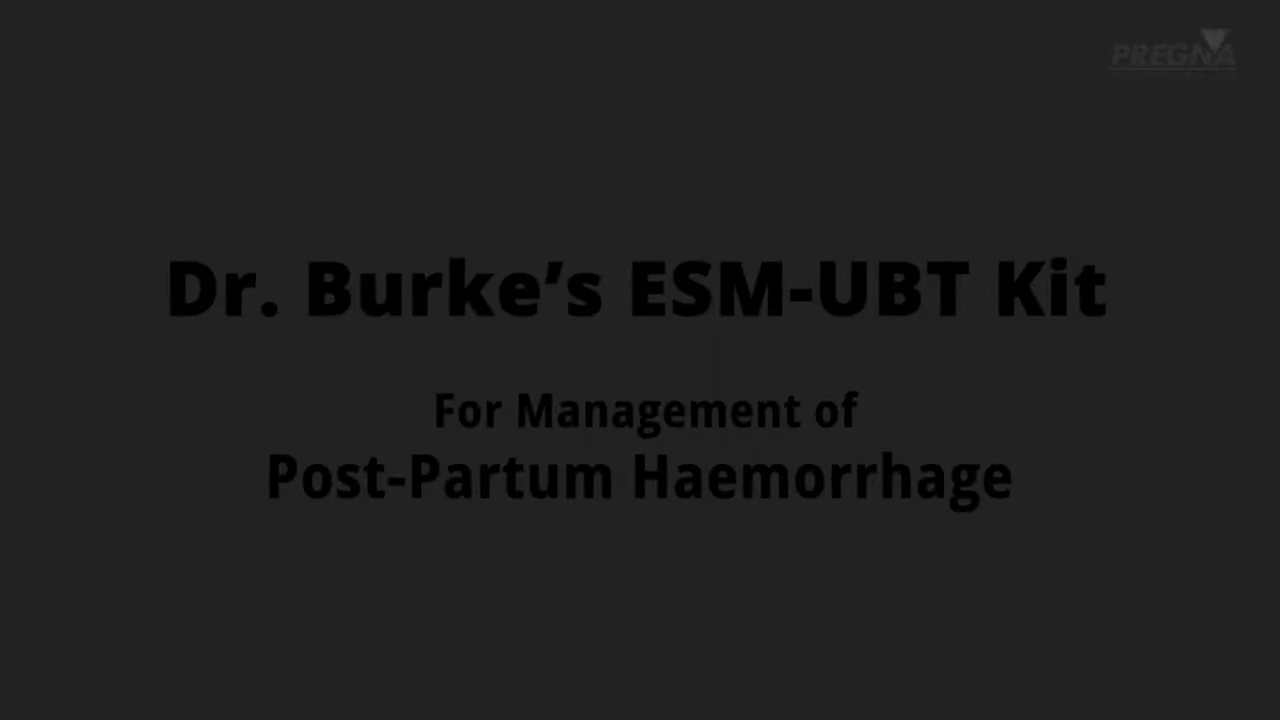 PREGNA
Dr. Burke’s ESM-UBT Kit
For Management of
Post-Partum Haemorrhage